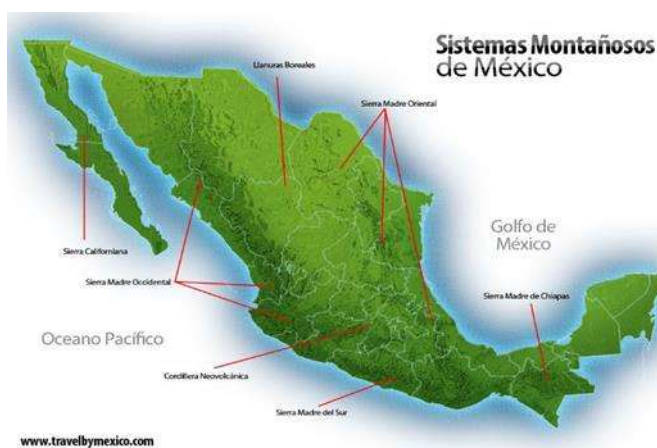 Sistemas Montañosos
de México
Llanuras Boreales
Sierra Madre Oriental
Golfo de
México
Sierra Californiana
Sierra Madre Occidental
Sierra Madre de Chiapas
Oceano Pacífico
Cordillera Neovolcánica
Sierra Madre del Sur
www.travelbymexico.com